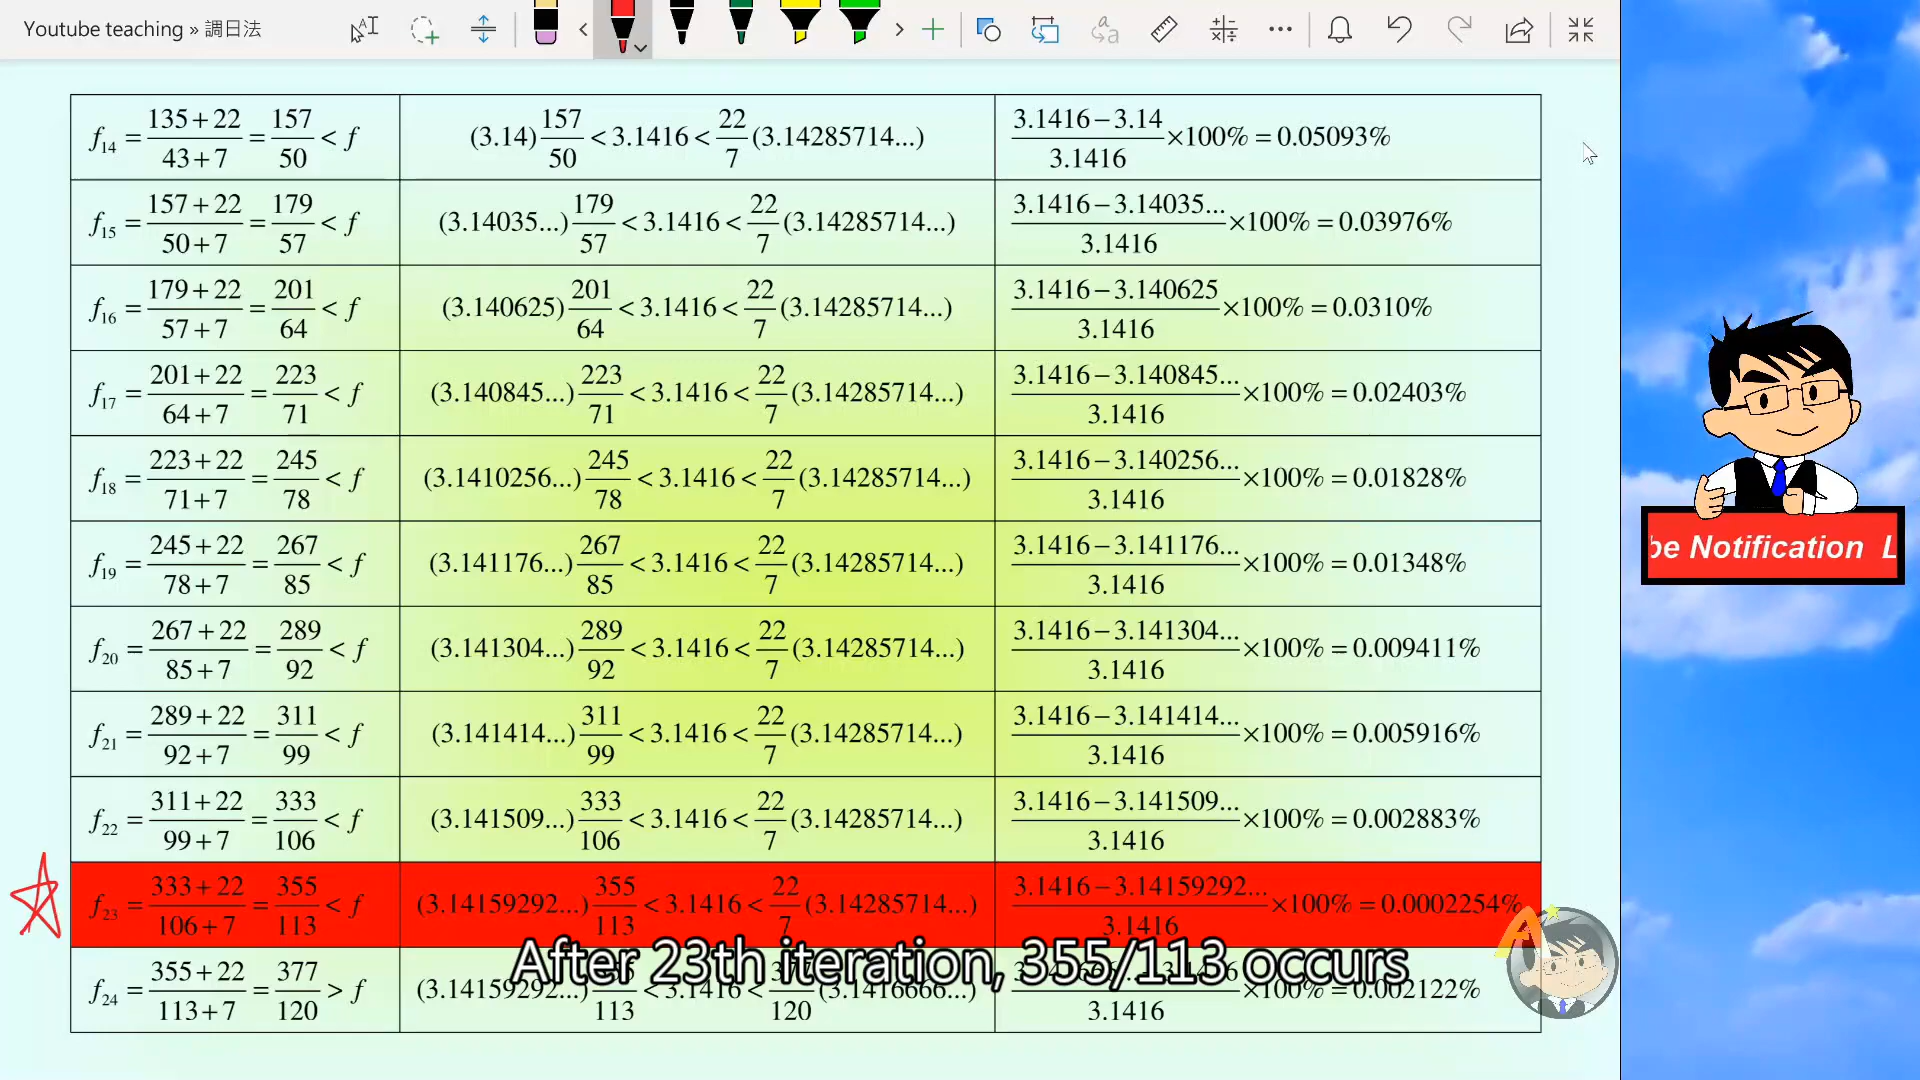 Youtube teaching » 調日法
f14 = (135+22)/(43+7) = 157/50 < f    (3.14) 157/50 < 3.1416 < 22/7 (3.14285714...)    (3.1416−3.14)/3.1416 ×100% = 0.05093%
f15 = (157+22)/(50+7) = 179/57 < f    (3.14035...) 179/57 < 3.1416 < 22/7 (3.14285714...)    (3.1416−3.14035...)/3.1416 ×100% = 0.03976%
f16 = (179+22)/(57+7) = 201/64 < f    (3.140625) 201/64 < 3.1416 < 22/7 (3.14285714...)    (3.1416−3.140625)/3.1416 ×100% = 0.0310%
f17 = (201+22)/(64+7) = 223/71 < f    (3.140845...) 223/71 < 3.1416 < 22/7 (3.14285714...)    (3.1416−3.140845...)/3.1416 ×100% = 0.02403%
f18 = (223+22)/(71+7) = 245/78 < f    (3.1410256...) 245/78 < 3.1416 < 22/7 (3.14285714...)    (3.1416−3.140256...)/3.1416 ×100% = 0.01828%
f19 = (245+22)/(78+7) = 267/85 < f    (3.141176...) 267/85 < 3.1416 < 22/7 (3.14285714...)    (3.1416−3.141176...)/3.1416 ×100% = 0.01348%
f20 = (267+22)/(85+7) = 289/92 < f    (3.141304...) 289/92 < 3.1416 < 22/7 (3.14285714...)    (3.1416−3.141304...)/3.1416 ×100% = 0.009411%
f21 = (289+22)/(92+7) = 311/99 < f    (3.141414...) 311/99 < 3.1416 < 22/7 (3.14285714...)    (3.1416−3.141414...)/3.1416 ×100% = 0.005916%
f22 = (311+22)/(99+7) = 333/106 < f    (3.141509...) 333/106 < 3.1416 < 22/7 (3.14285714...)    (3.1416−3.141509...)/3.1416 ×100% = 0.002883%
f23 = (333+22)/(106+7) = 355/113 < f    (3.14159292...) 355/113 < 3.1416 < 22/7 (3.14285714...)    (3.1416−3.14159292...)/3.1416 ×100% = 0.0002254%
f24 = (355+22)/(113+7) = 377/120 > f    (3.14159292...) /113 < 3.1416 < 377/120 (3.1416666...)    /3.1416 ×100% = 0.002122%
After 23th iteration, 355/113 occurs
be Notification L